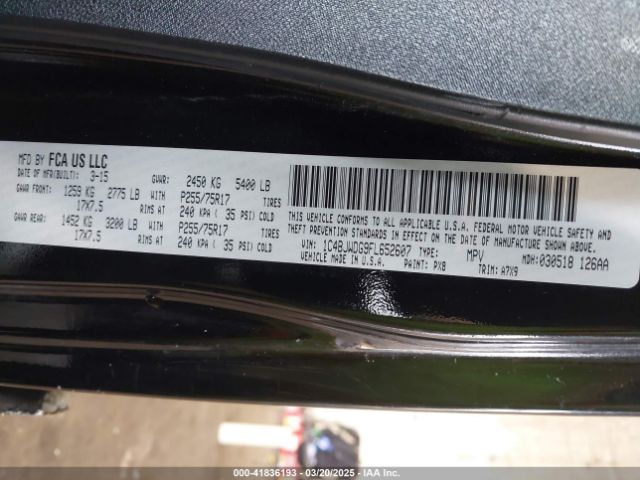 MFD BY FCA US LLC
DATE OF MFR(BUILT): 3-15 GVWR: 2450 KG 5400 LB
GAWR FRONT: 1259 KG 2775 LB WITH P255/75R17 TIRES
17X7.5 RIMS AT 240 KPA ( 35 PSI COLD)
GAWR REAR: 1452 KG 3200 LB WITH P255/75R17 TIRES
17X7.5 RIMS AT 240 KPA ( 35 PSI COLD)
THIS VEHICLE CONFORMS TO ALL APPLICABLE U.S.A. FEDERAL MOTOR VEHICLE SAFETY AND
THEFT PREVENTION STANDARDS IN EFFECT ON THE DATE OF MANUFACTURE SHOWN ABOVE.
VIN: 1C4BJWDG9FL652607 TYPE: MPV MDH: 030518 126AA
VEHICLE MADE IN U.S.A. PAINT: PX8 TRIM: A7X9
000-41836193 — 03/20/2025 — IAA Inc.